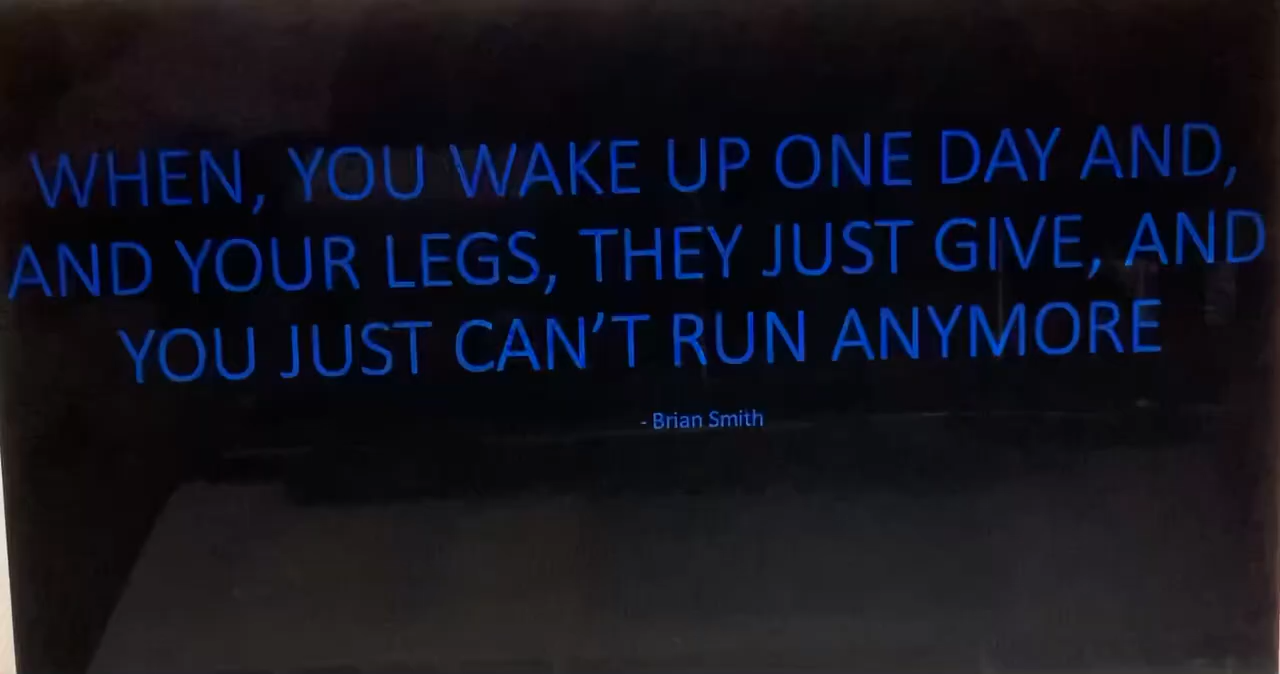 WHEN, YOU WAKE UP ONE DAY AND,
AND YOUR LEGS, THEY JUST GIVE, AND
YOU JUST CAN’T RUN ANYMORE
- Brian Smith